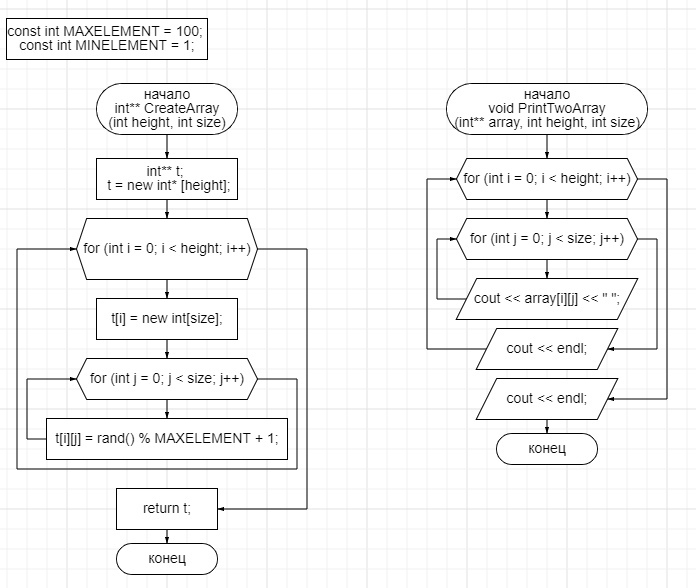 const int MAXELEMENT = 100;
const int MINELEMENT = 1;
начало
int** CreateArray
(int height, int size)
int** t;
t = new int* [height];
for (int i = 0; i < height; i++)
t[i] = new int[size];
for (int j = 0; j < size; j++)
t[i][j] = rand() % MAXELEMENT + 1;
return t;
конец
начало
void PrintTwoArray
(int** array, int height, int size)
for (int i = 0; i < height; i++)
for (int j = 0; j < size; j++)
cout << array[i][j] << " ";
cout << endl;
cout << endl;
конец